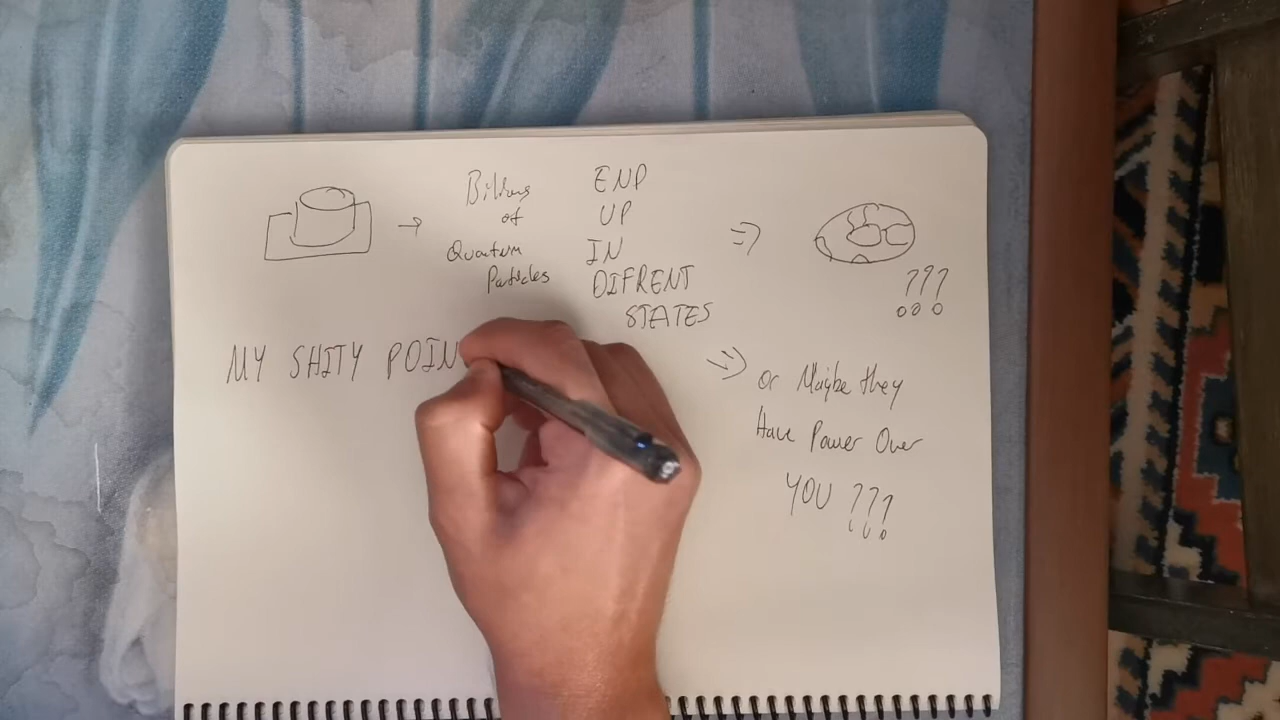 Billions
of
Quantum
Particles
END
UP
IN
DIFRENT
STATES
???
MY SHITY POIN
or Maybe they
Have Power Over
YOU ???